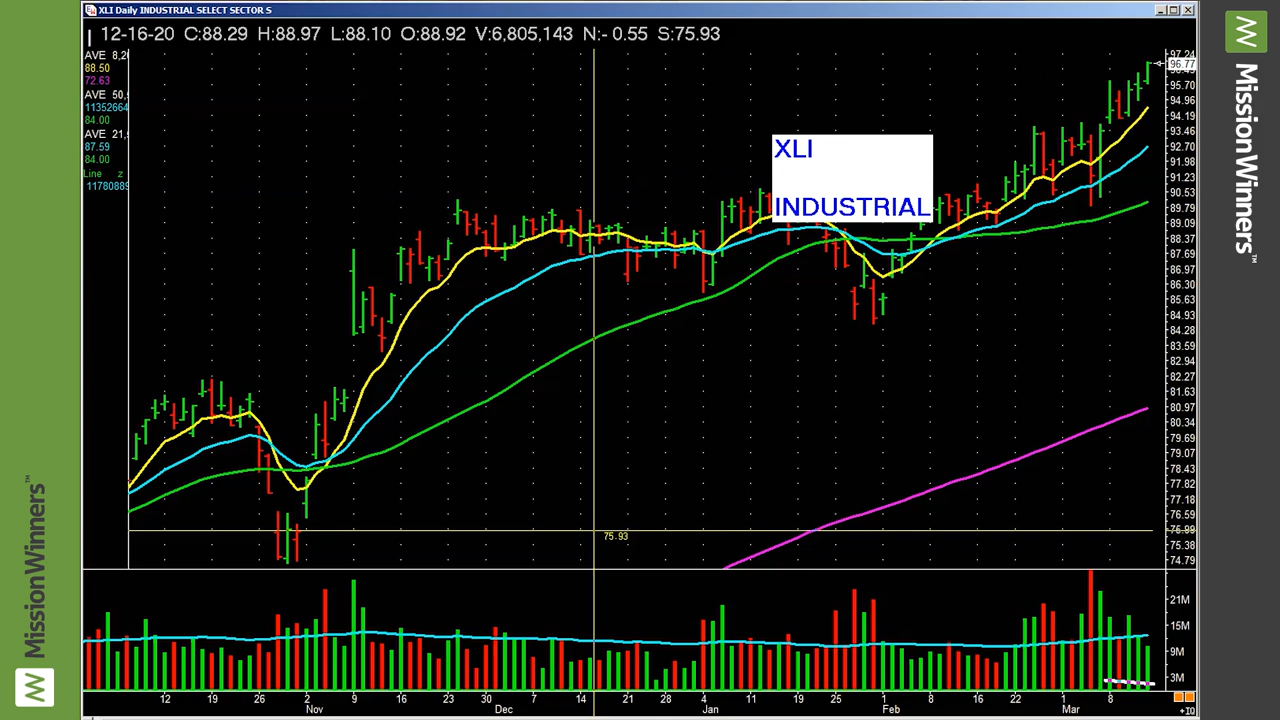 XLI Daily INDUSTRIAL SELECT SECTOR S
12-16-20 C:88.29 H:88.97 L:88.10 O:88.92 V:6,805,143 N:- 0.55 S:75.93
AVE 8,20
88.50
72.63
AVE 50,
11352664
84.00
AVE 21,
87.59
84.00
Line z
11780889
XLI
INDUSTRIAL
75.93
97.24
96.77
95.70
94.96
94.19
93.46
92.70
91.98
91.23
90.53
89.79
89.09
88.37
87.69
86.97
86.30
85.63
84.93
84.28
83.59
82.94
82.27
81.63
80.97
80.34
79.69
79.07
78.43
77.82
77.18
76.59
75.99
75.38
74.79
21M
15M
9M
3M
12 19 26 2 9 16 23 30 7 14 21 28 4 11 19 25 1 8 16 22 1 8
Nov Dec Jan Feb Mar
MissionWinners™
MissionWinners™